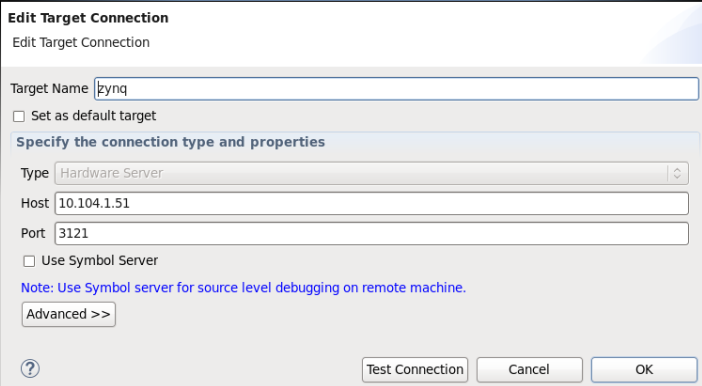 Edit Target Connection
Edit Target Connection
Target Name zynq
Set as default target
Specify the connection type and properties
Type Hardware Server
Host 10.104.1.51
Port 3121
Use Symbol Server
Note: Use Symbol server for source level debugging on remote machine.
Advanced >>
? Test Connection Cancel OK